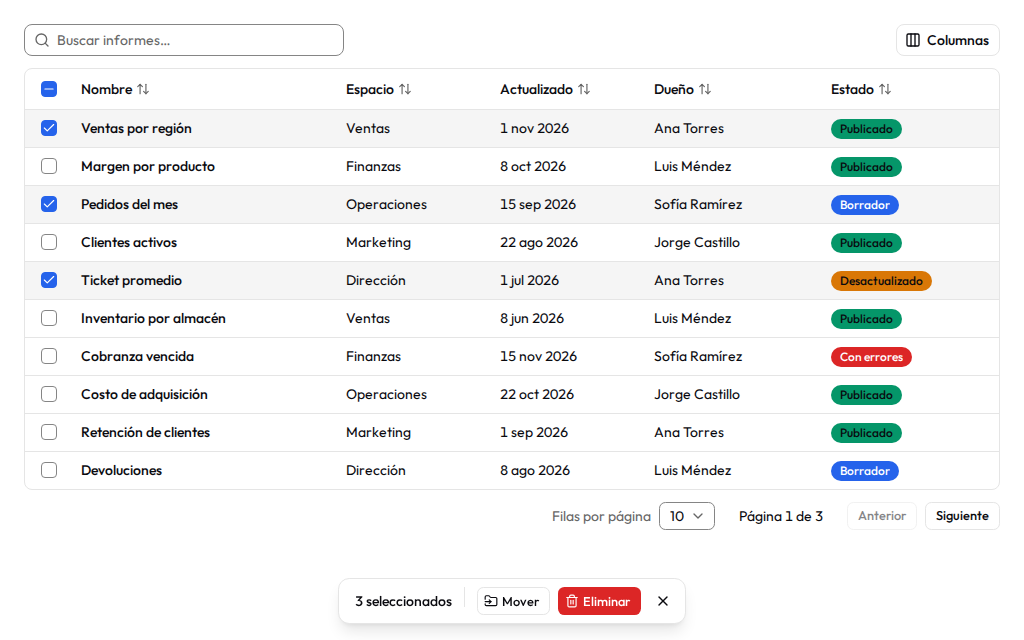 Buscar informes...
Columnas
Nombre Espacio Actualizado Dueño Estado
Ventas por región Ventas 1 nov 2026 Ana Torres Publicado
Margen por producto Finanzas 8 oct 2026 Luis Méndez Publicado
Pedidos del mes Operaciones 15 sep 2026 Sofía Ramírez Borrador
Clientes activos Marketing 22 ago 2026 Jorge Castillo Publicado
Ticket promedio Dirección 1 jul 2026 Ana Torres Desactualizado
Inventario por almacén Ventas 8 jun 2026 Luis Méndez Publicado
Cobranza vencida Finanzas 15 nov 2026 Sofía Ramírez Con errores
Costo de adquisición Operaciones 22 oct 2026 Jorge Castillo Publicado
Retención de clientes Marketing 1 sep 2026 Ana Torres Publicado
Devoluciones Dirección 8 ago 2026 Luis Méndez Borrador
Filas por página 10 Página 1 de 3 Anterior Siguiente
3 seleccionados Mover Eliminar